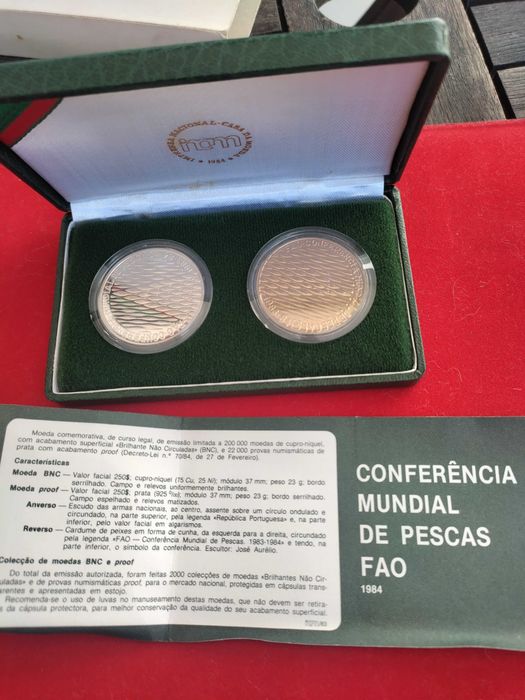 IMPRENSA NACIONAL-CASA DA MOEDA
incm
• 1984 •
Moeda comemorativa, de curso legal, de emissão limitada a 200 000 moedas de cupro-níquel,
com acabamento superficial «Brilhante Não Circulada» (BNC), e 22 000 provas numismáticas de
prata com acabamento proof (Decreto-Lei n.º 70/84, de 27 de Fevereiro).
Características
Moeda BNC — Valor facial 250$; cupro-níquel (75 Cu, 25 Ni); módulo 37 mm; peso 23 g; bordo
serrilhado. Campo e relevos uniformemente brilhantes.
Moeda proof — Valor facial 250$; prata (925 ‰); módulo 37 mm; peso 23 g; bordo serrilhado.
Campo espelhado e relevos matizados.
Anverso — Escudo das armas nacionais, ao centro, assente sobre um círculo ondulado e
circundado, na parte superior, pela legenda «República Portuguesa» e, na parte
inferior, pelo valor facial em algarismos.
Reverso — Cardume de peixes em forma de cunha, da esquerda para a direita, circundado
pela legenda «FAO — Conferência Mundial de Pescas. 1983-1984» e tendo, na
parte inferior, o símbolo da conferência. Escultor: José Aurélio.
Colecção de moedas BNC e proof
Do total da emissão autorizada, foram feitas 2000 colecções de moedas «Brilhantes Não Cir-
culadas» e de provas numismáticas proof, para o mercado nacional, protegidas em cápsulas trans-
arentes e apresentadas em estojo.
Recomenda-se o uso de luvas no manuseamento destas moedas, que não devem ser retira-
s da cápsula protectora, para melhor conservação da qualidade do seu acabamento superficial.
CONFERÊNCIA
MUNDIAL
DE PESCAS
FAO
1984